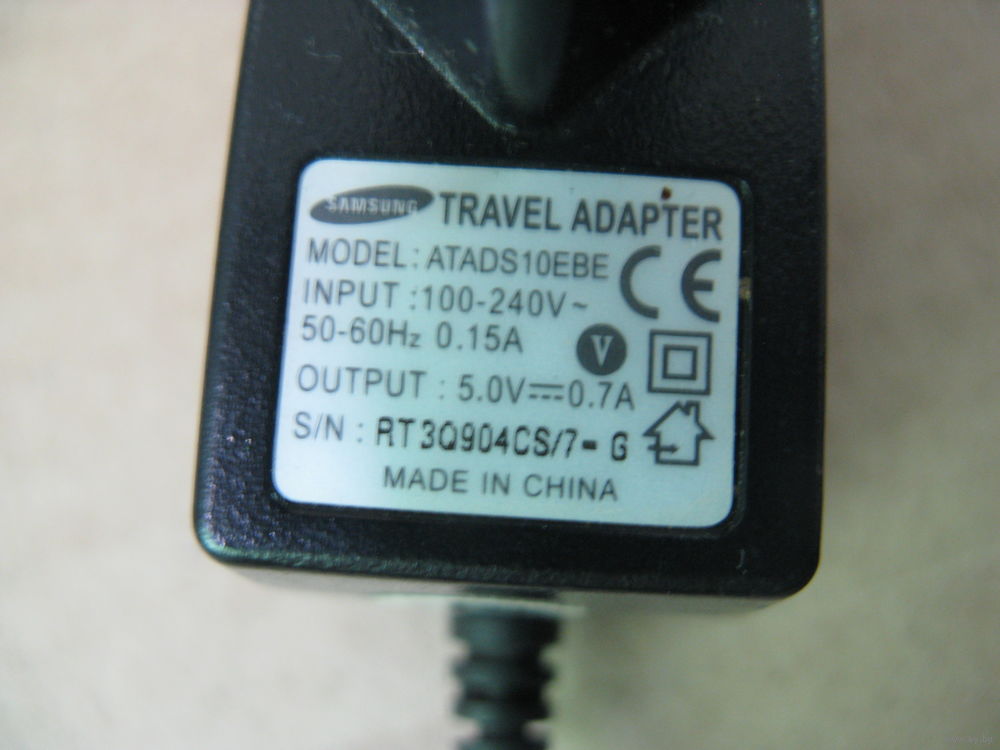 SAMSUNG TRAVEL ADAPTER
MODEL: ATADS10EBE
CE
INPUT :100-240V~
50-60Hz 0.15A
V
OUTPUT : 5.0V⎓0.7A
S/N : RT3Q904CS/7- G
MADE IN CHINA